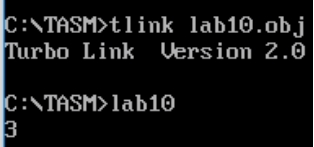 C:\TASM>tlink lab10.obj
Turbo Link  Version 2.0
C:\TASM>lab10
3